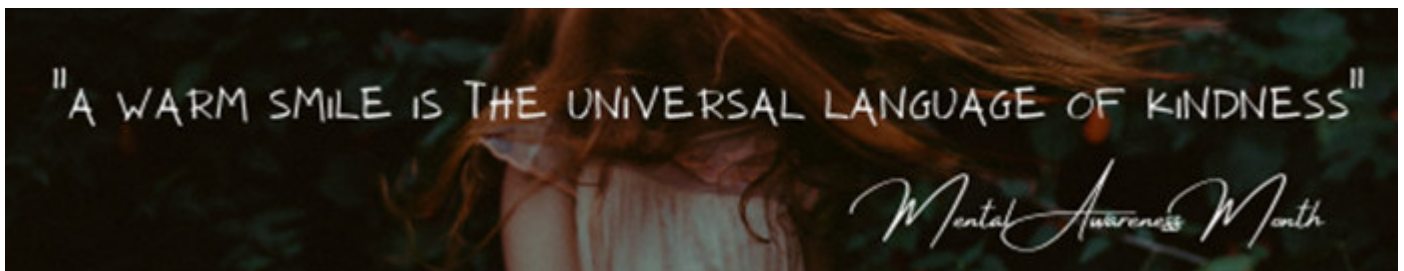 "A WARM SMILE IS THE UNIVERSAL LANGUAGE OF KINDNESS"
Mental Awareness Month